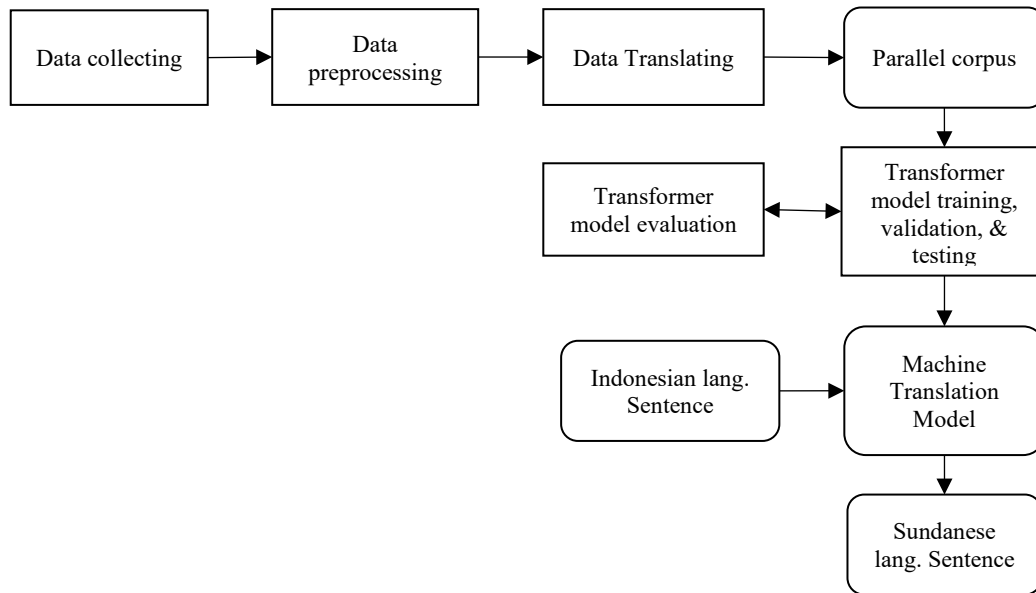 Data collecting
Data
preprocessing
Data Translating
Parallel corpus
Transformer
model evaluation
Transformer
model training,
validation, &
testing
Indonesian lang.
Sentence
Machine
Translation
Model
Sundanese
lang. Sentence